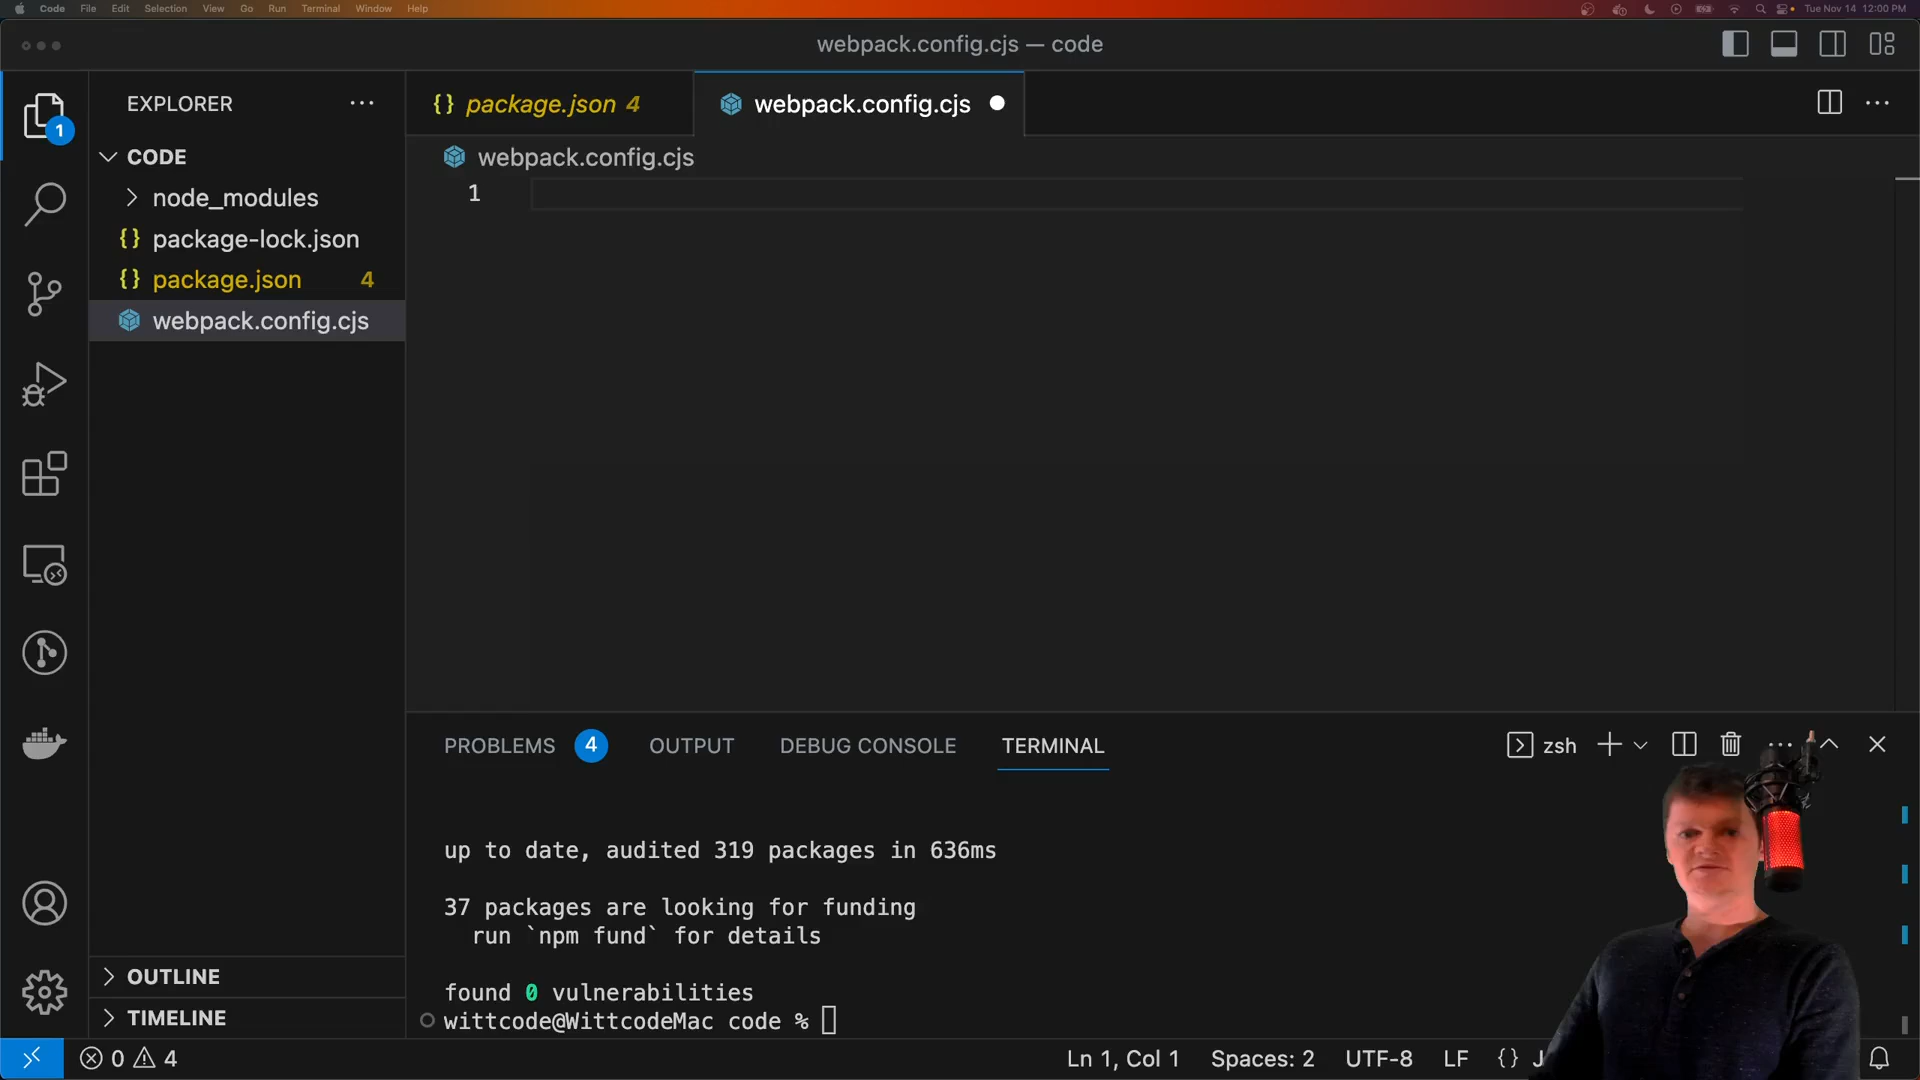 Code File Edit Selection View Go Run Terminal Window Help
Tue Nov 14 12:00 PM
webpack.config.cjs — code
EXPLORER
package.json 4
webpack.config.cjs
1
CODE
webpack.config.cjs
node_modules
1
package-lock.json
package.json 4
webpack.config.cjs
PROBLEMS 4 OUTPUT DEBUG CONSOLE TERMINAL
zsh
up to date, audited 319 packages in 636ms
37 packages are looking for funding
run `npm fund` for details
found 0 vulnerabilities
wittcode@WittcodeMac code %
OUTLINE
TIMELINE
0 4
Ln 1, Col 1 Spaces: 2 UTF-8 LF {} J